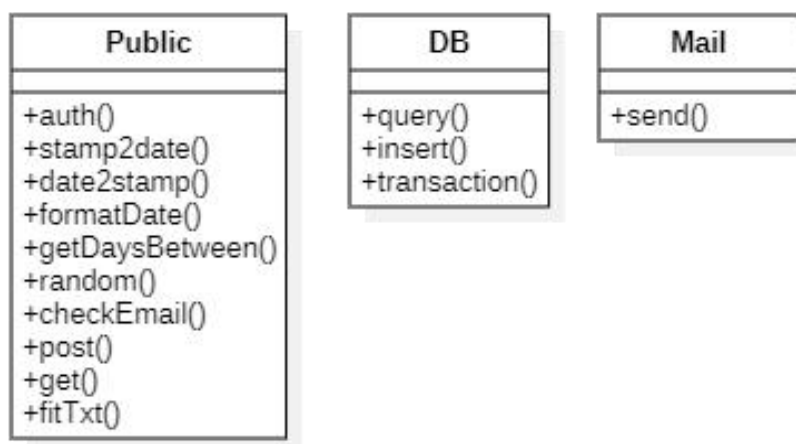 Public
+auth()
+stamp2date()
+date2stamp()
+formatDate()
+getDaysBetween()
+random()
+checkEmail()
+post()
+get()
+fitTxt()
DB
+query()
+insert()
+transaction()
Mail
+send()